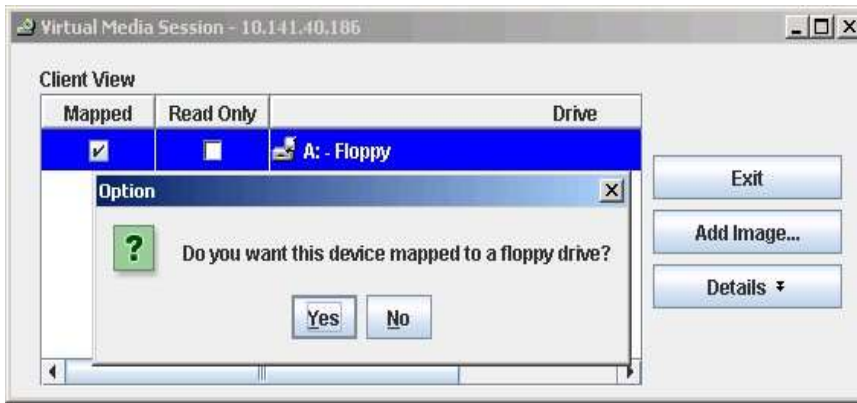 Virtual Media Session - 10.141.40.186
Client View
Mapped Read Only Drive
A: - Floppy
Option
Do you want this device mapped to a floppy drive?
Yes No
Exit
Add Image...
Details